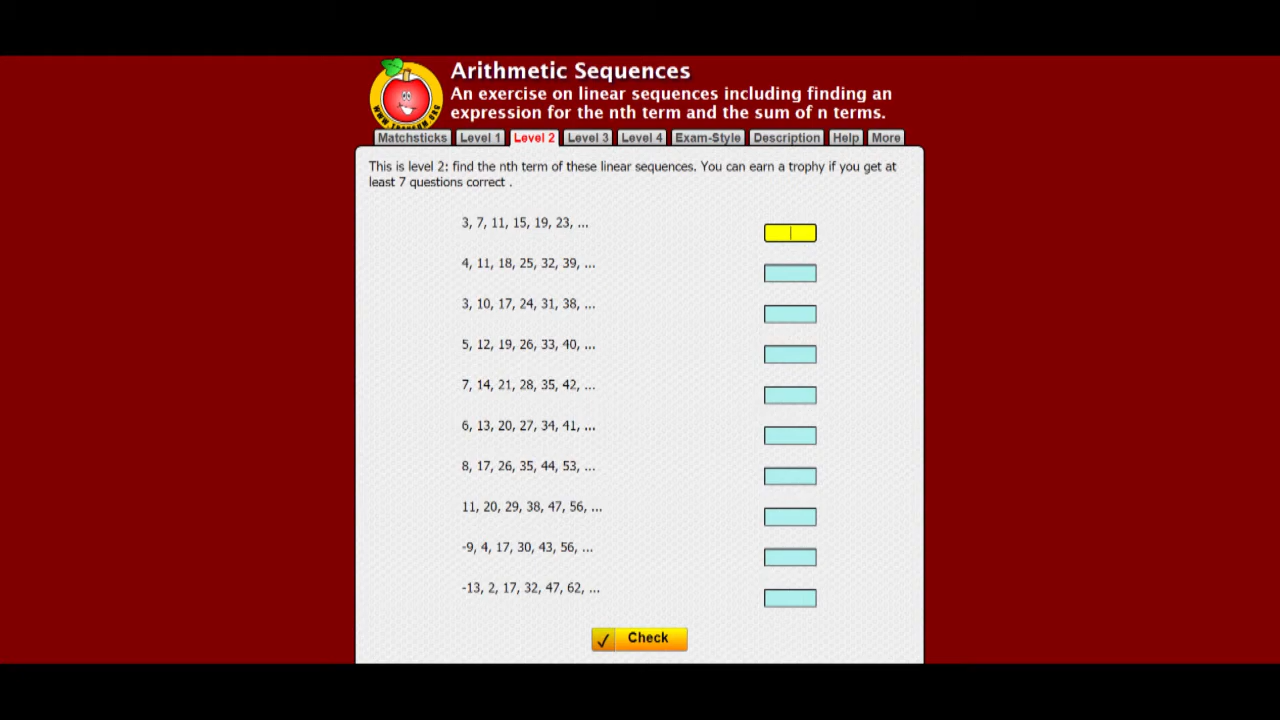 Arithmetic Sequences
An exercise on linear sequences including finding an
expression for the nth term and the sum of n terms.
Matchsticks Level 1 Level 2 Level 3 Level 4 Exam-Style Description Help More
This is level 2: find the nth term of these linear sequences. You can earn a trophy if you get at
least 7 questions correct .
3, 7, 11, 15, 19, 23, ...
4, 11, 18, 25, 32, 39, ...
3, 10, 17, 24, 31, 38, ...
5, 12, 19, 26, 33, 40, ...
7, 14, 21, 28, 35, 42, ...
6, 13, 20, 27, 34, 41, ...
8, 17, 26, 35, 44, 53, ...
11, 20, 29, 38, 47, 56, ...
-9, 4, 17, 30, 43, 56, ...
-13, 2, 17, 32, 47, 62, ...
Check